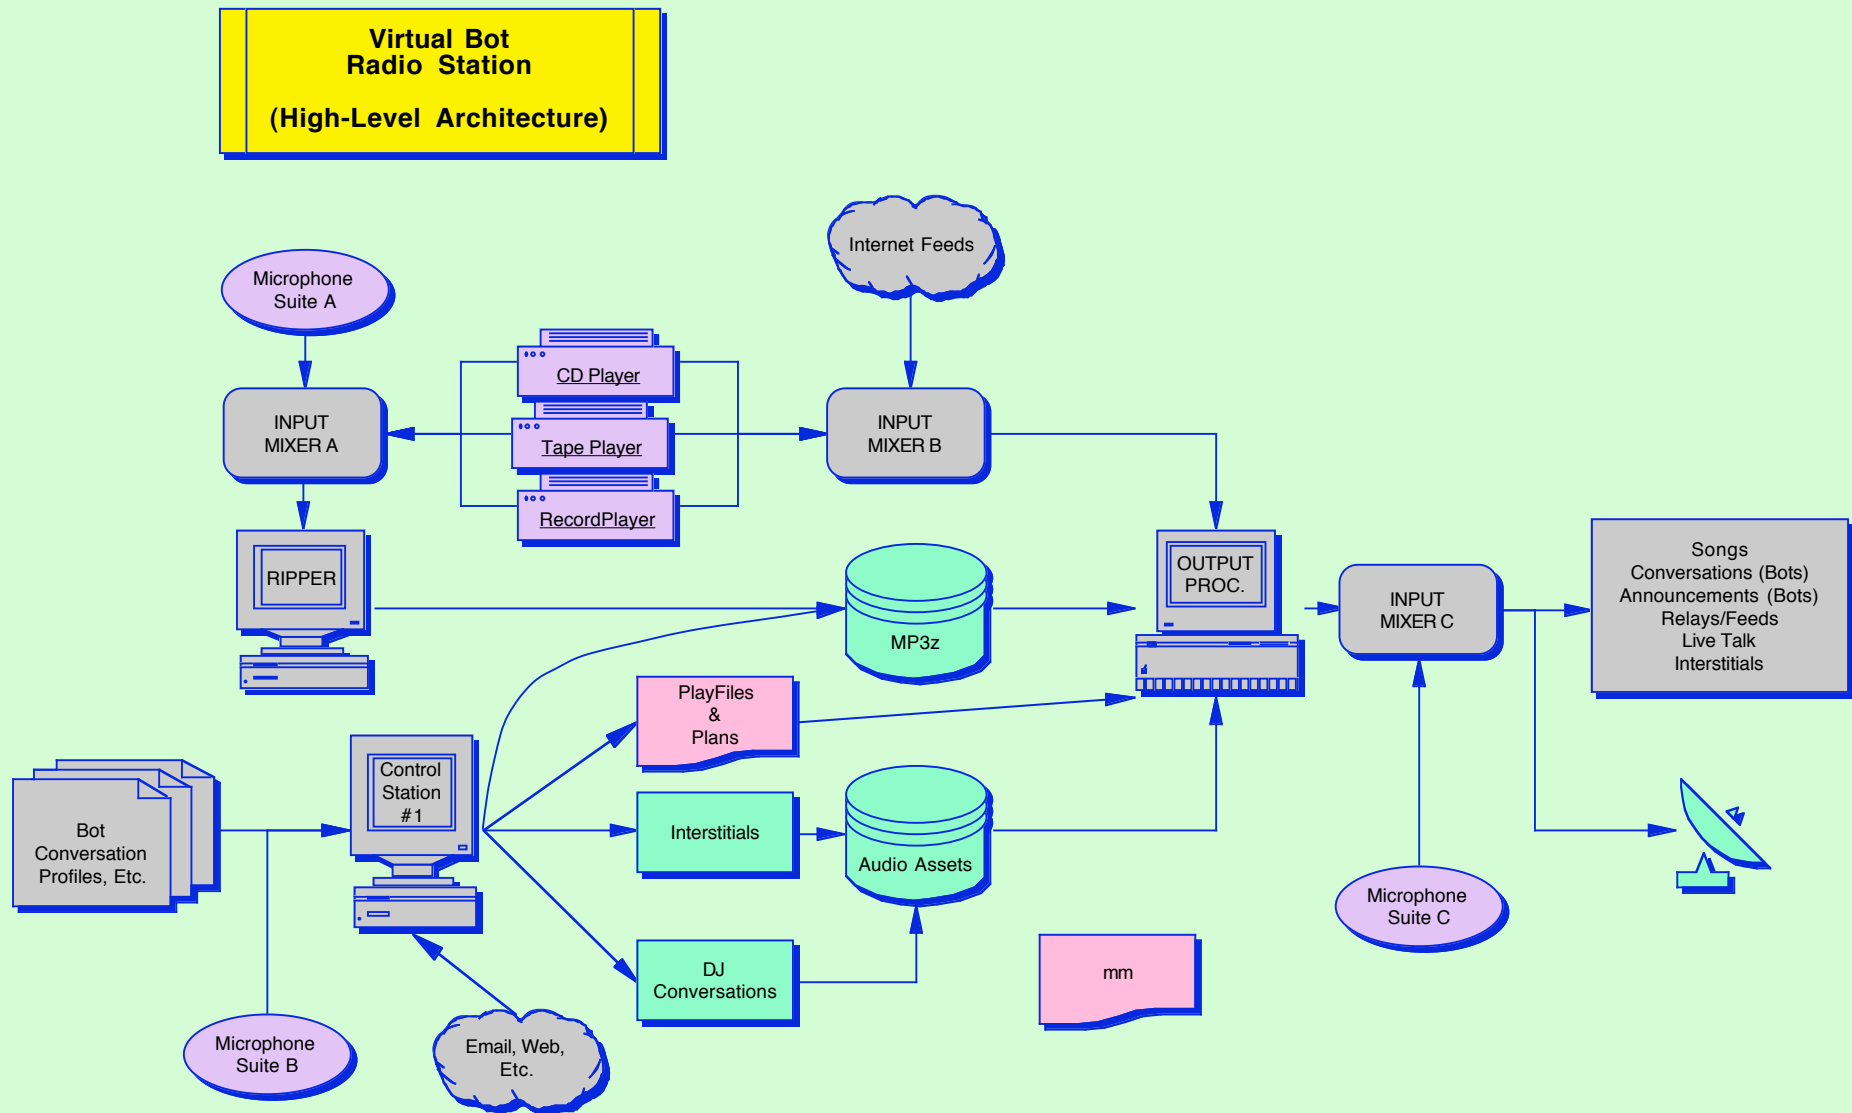 Virtual Bot
Radio Station
(High-Level Architecture)
Internet Feeds
Microphone
Suite A
CD Player
Tape Player
RecordPlayer
INPUT
MIXER A
INPUT
MIXER B
RIPPER
MP3z
OUTPUT
PROC.
INPUT
MIXER C
Songs
Conversations (Bots)
Announcements (Bots)
Relays/Feeds
Live Talk
Interstitials
PlayFiles
&
Plans
Control
Station
#1
Bot
Conversation
Profiles, Etc.
Interstitials
Audio Assets
Microphone
Suite C
DJ
Conversations
mm
Microphone
Suite B
Email, Web,
Etc.